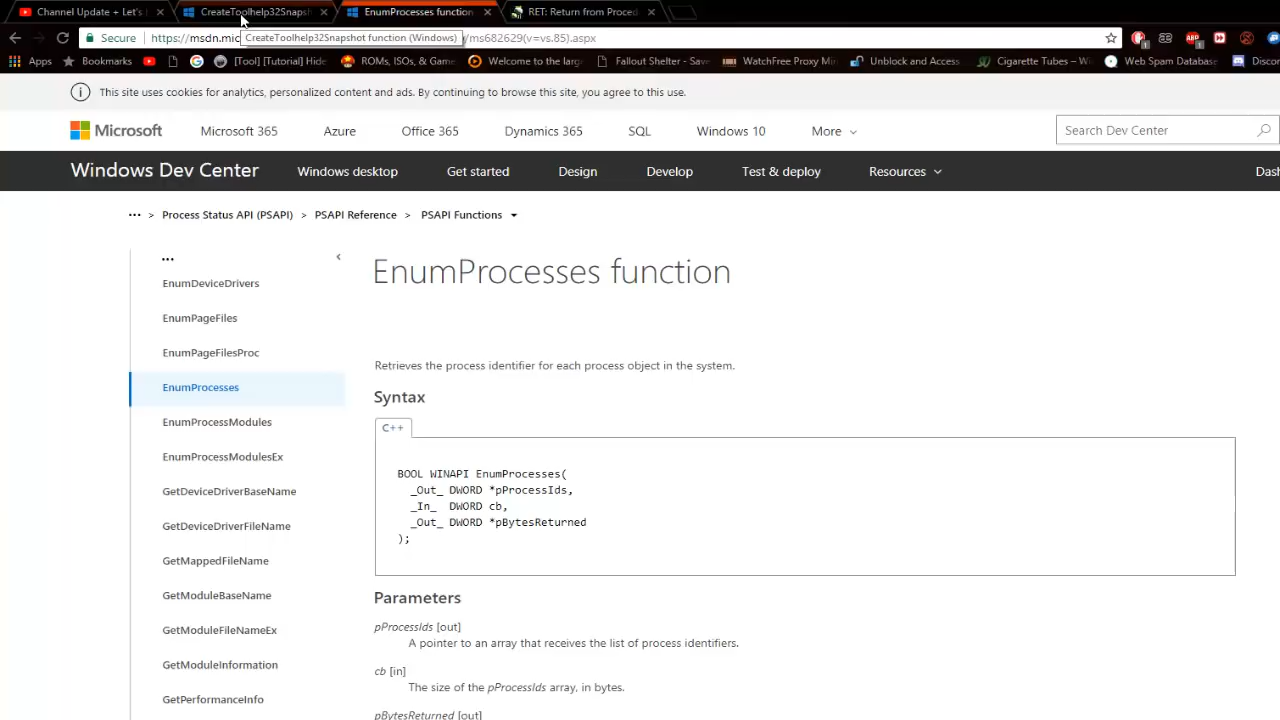 Channel Update + Let's
CreateToolhelp32Snapsh
EnumProcesses function
RET: Return from Proced
Secure https://msdn.mic /ms682629(v=vs.85).aspx
CreateToolhelp32Snapshot function (Windows)
Apps Bookmarks [Tool] [Tutorial] Hide ROMs, ISOs, & Game Welcome to the larg Fallout Shelter - Save WatchFree Proxy Mirr Unblock and Access Cigarette Tubes – Wi Web Spam Database Discor
This site uses cookies for analytics, personalized content and ads. By continuing to browse this site, you agree to this use.
Microsoft Microsoft 365 Azure Office 365 Dynamics 365 SQL Windows 10 More Search Dev Center
Windows Dev Center Windows desktop Get started Design Develop Test & deploy Resources Dash
... > Process Status API (PSAPI) > PSAPI Reference > PSAPI Functions
...
EnumDeviceDrivers
EnumPageFiles
EnumPageFilesProc
EnumProcesses
EnumProcessModules
EnumProcessModulesEx
GetDeviceDriverBaseName
GetDeviceDriverFileName
GetMappedFileName
GetModuleBaseName
GetModuleFileNameEx
GetModuleInformation
GetPerformanceInfo
EnumProcesses function
Retrieves the process identifier for each process object in the system.
Syntax
C++
BOOL WINAPI EnumProcesses(
_Out_ DWORD *pProcessIds,
_In_ DWORD cb,
_Out_ DWORD *pBytesReturned
);
Parameters
pProcessIds [out]
A pointer to an array that receives the list of process identifiers.
cb [in]
The size of the pProcessIds array, in bytes.
pBytesReturned [out]